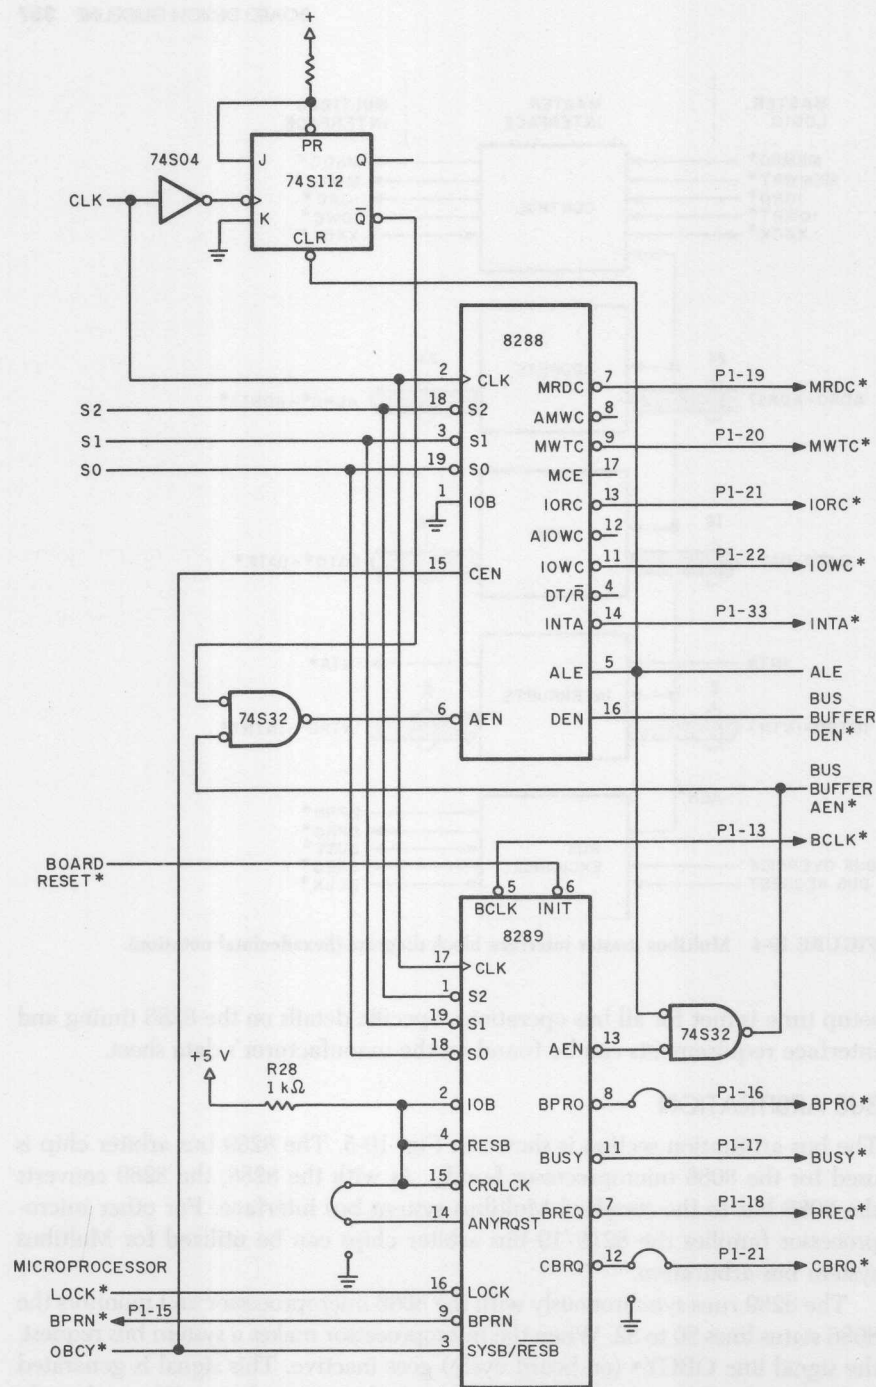 +
PR
74S04
J
Q
74S112
CLK
K
Q
CLR
8288
2
CLK
MRDC
7
P1-19
MRDC*
S2
18
S2
AMWC
8
S1
3
S1
MWTC
9
P1-20
MWTC*
S0
19
S0
MCE
17
1
IOB
IORC
13
P1-21
IORC*
AIOWC
12
15
CEN
IOWC
11
P1-22
IOWC*
DT/R
4
INTA
14
P1-33
INTA*
ALE
5
ALE
74S32
6
AEN
DEN
16
BUS
BUFFER
DEN*
BUS
BUFFER
AEN*
P1-13
BCLK*
BOARD
RESET*
5
6
BCLK
INIT
8289
17
CLK
1
S2
19
S1
18
S0
AEN
13
74S32
+5 V
R28
1 kΩ
2
IOB
BPRO
8
P1-16
BPRQ*
4
RESB
BUSY
11
P1-17
BUSY*
15
CRQLCK
14
ANYRQST
BREQ
7
P1-18
BREQ*
CBRQ
12
P1-21
CBRQ*
MICROPROCESSOR
LOCK*
16
LOCK
BPRN*
P1-15
9
BPRN
OBCY*
3
SYSB/RESB